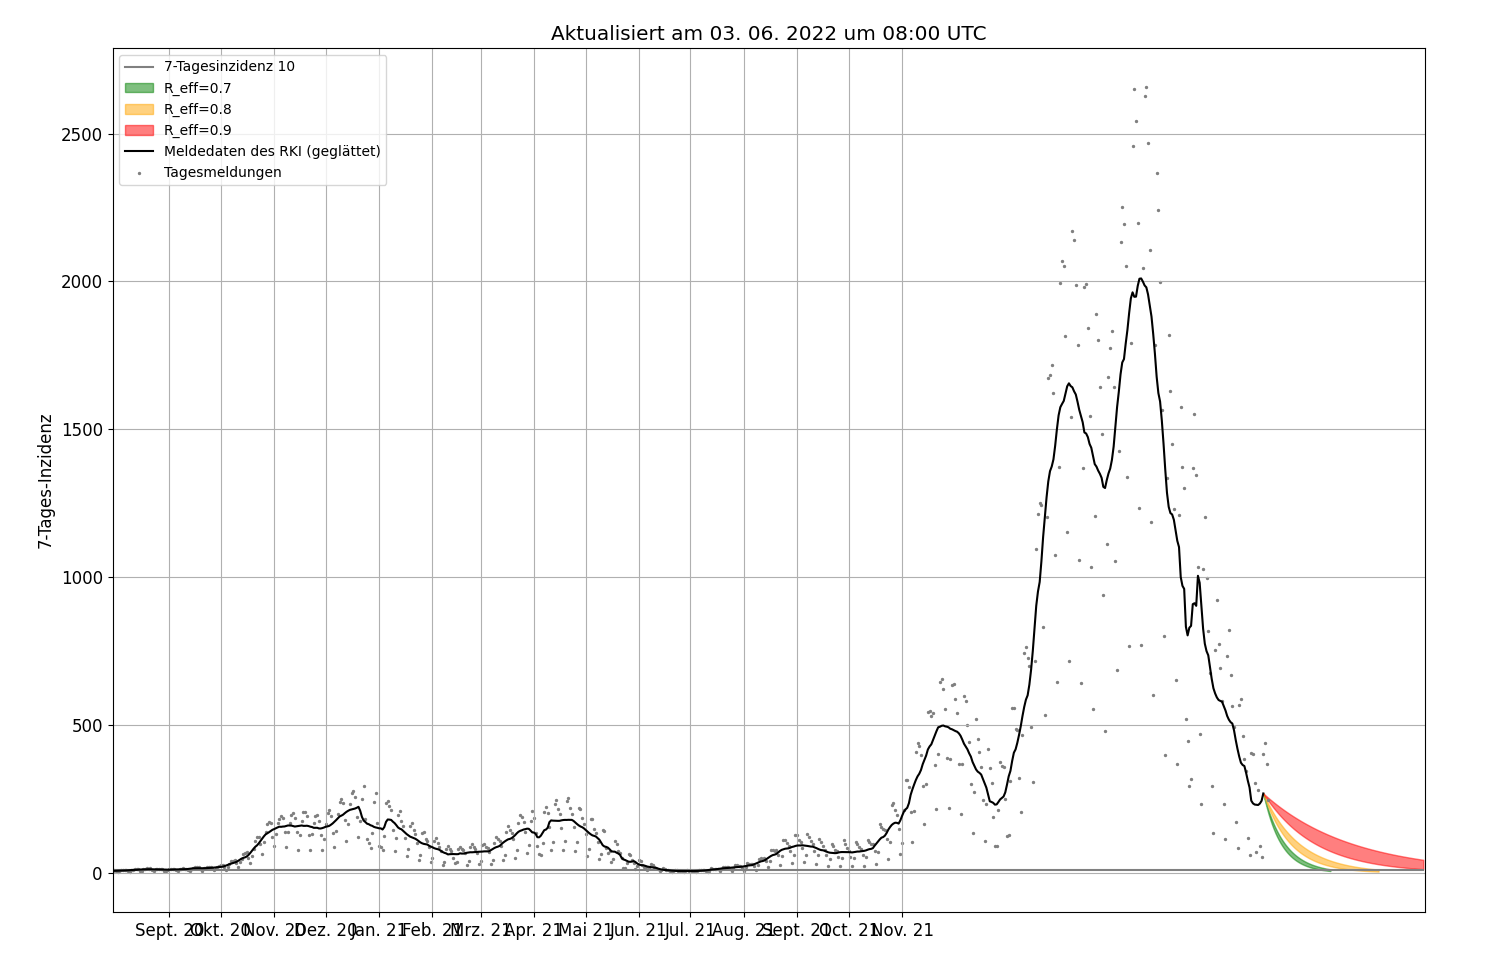 Aktualisiert am 03. 06. 2022 um 08:00 UTC
7-Tagesinzidenz 10
R_eff=0.7
R_eff=0.8
R_eff=0.9
Meldedaten des RKI (geglättet)
Tagesmeldungen
7-Tages-Inzidenz
2500
2000
1500
1000
500
0
Sept. 20 Okt. 20 Nov. 20 Dez. 20 Jan. 21 Feb. 21 Mrz. 21 Apr. 21 Mai 21 Jun. 21 Jul. 21 Aug. 21 Sept. 21 Oct. 21 Nov. 21